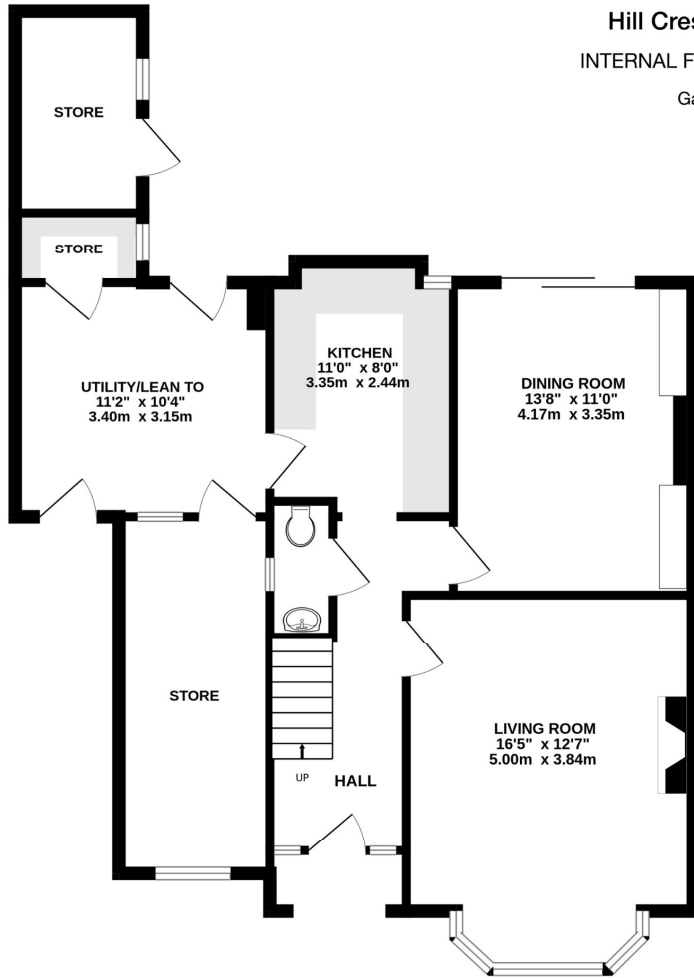 Hill Cres
INTERNAL F
Ga
STORE
STORE
KITCHEN
11'0" x 8'0"
3.35m x 2.44m
UTILITY/LEAN TO
11'2" x 10'4"
3.40m x 3.15m
DINING ROOM
13'8" x 11'0"
4.17m x 3.35m
STORE
LIVING ROOM
16'5" x 12'7"
5.00m x 3.84m
UP
HALL